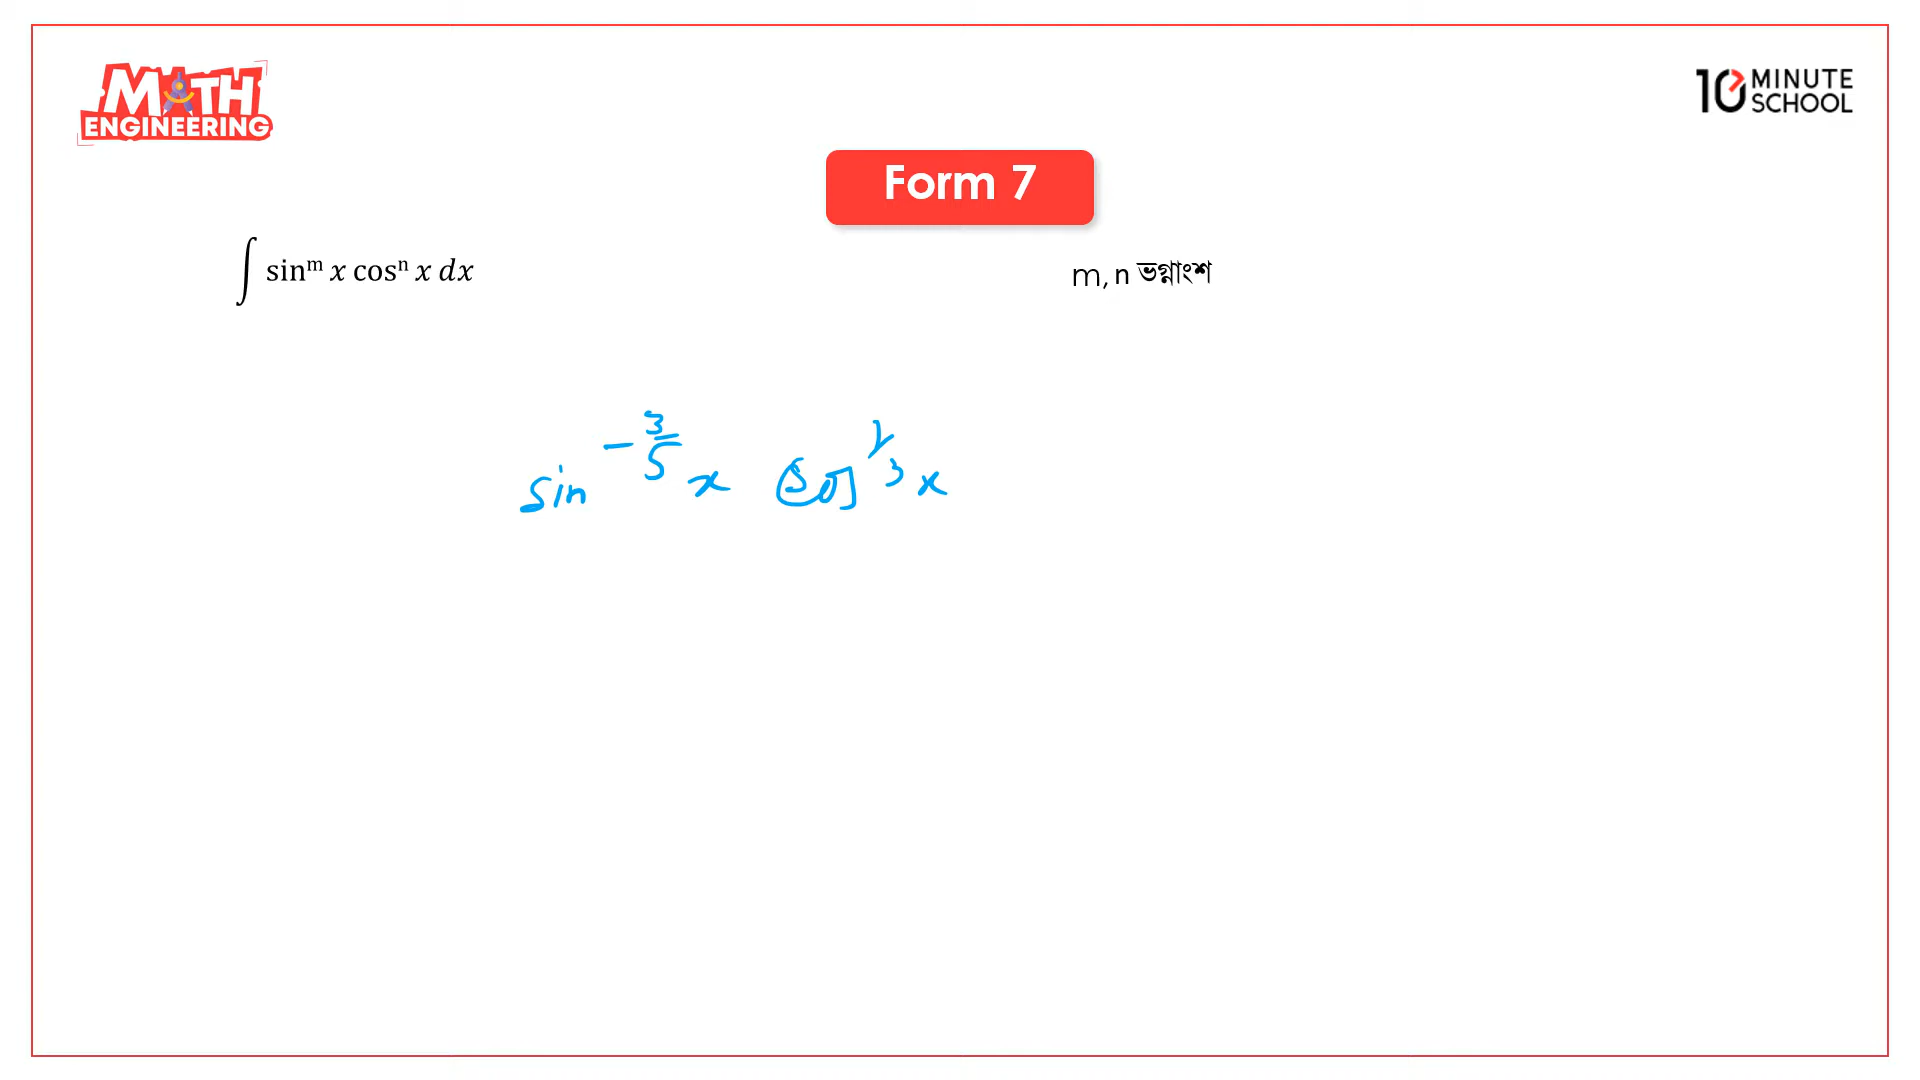 MATH
ENGINEERING
10 MINUTE
SCHOOL
Form 7
∫ sinᵐ x cosⁿ x dx
m, n ভগ্নাংশ
sin^{-3/5} x cos^{1/3} x